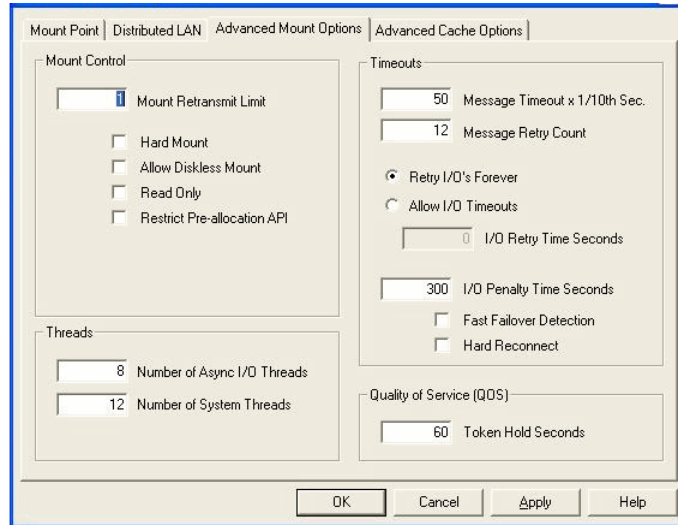 Mount Point
Distributed LAN
Advanced Mount Options
Advanced Cache Options
Mount Control
1 Mount Retransmit Limit
Hard Mount
Allow Diskless Mount
Read Only
Restrict Pre-allocation API
Threads
8 Number of Async I/O Threads
12 Number of System Threads
Timeouts
50 Message Timeout x 1/10th Sec.
12 Message Retry Count
Retry I/O's Forever
Allow I/O Timeouts
0 I/O Retry Time Seconds
300 I/O Penalty Time Seconds
Fast Failover Detection
Hard Reconnect
Quality of Service (QOS)
60 Token Hold Seconds
OK
Cancel
Apply
Help